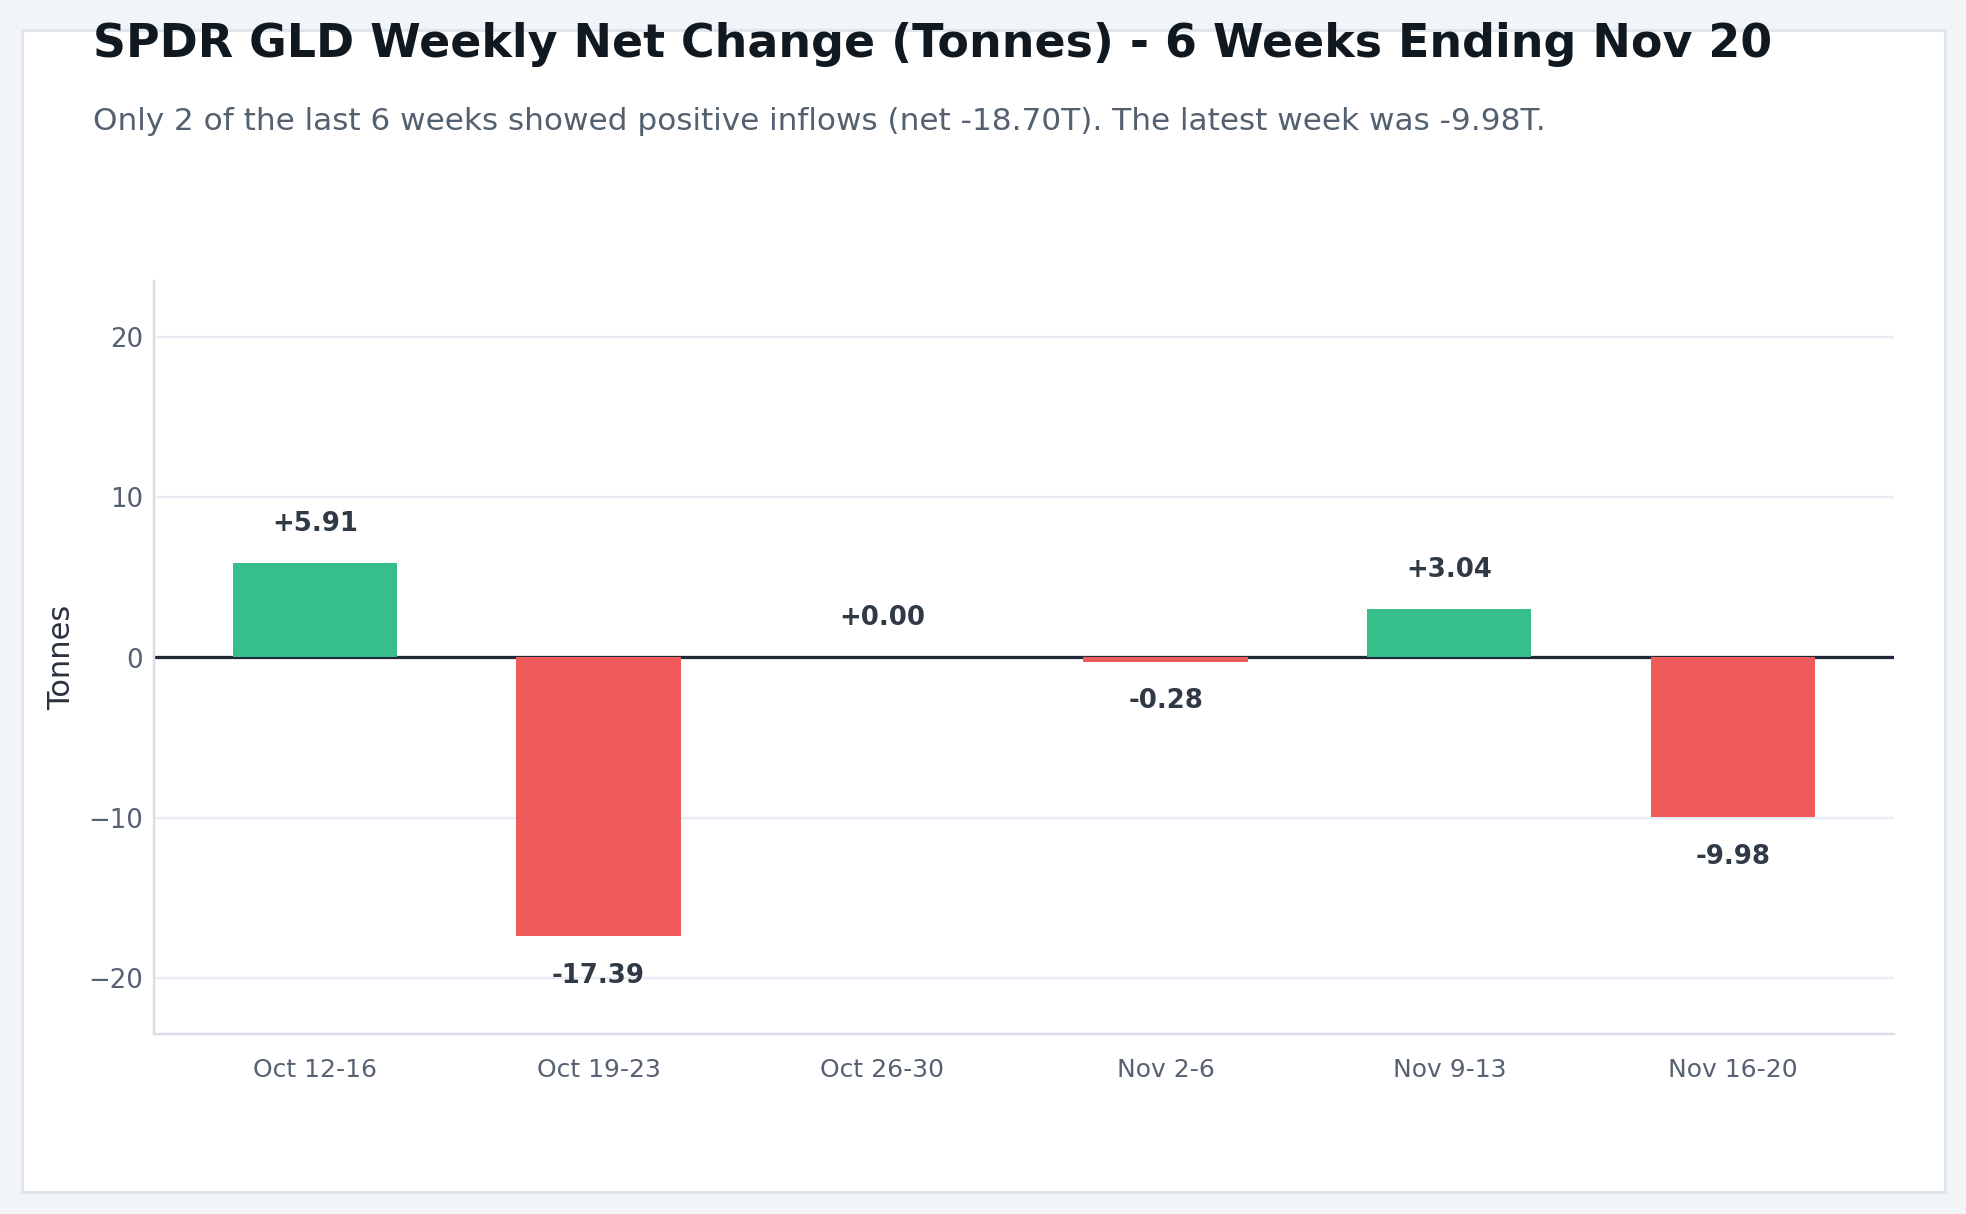 SPDR GLD Weekly Net Change (Tonnes) - 6 Weeks Ending Nov 20
Only 2 of the last 6 weeks showed positive inflows (net -18.70T). The latest week was -9.98T.
Tonnes
20
10
0
−10
−20
+5.91
-17.39
+0.00
-0.28
+3.04
-9.98
Oct 12-16
Oct 19-23
Oct 26-30
Nov 2-6
Nov 9-13
Nov 16-20